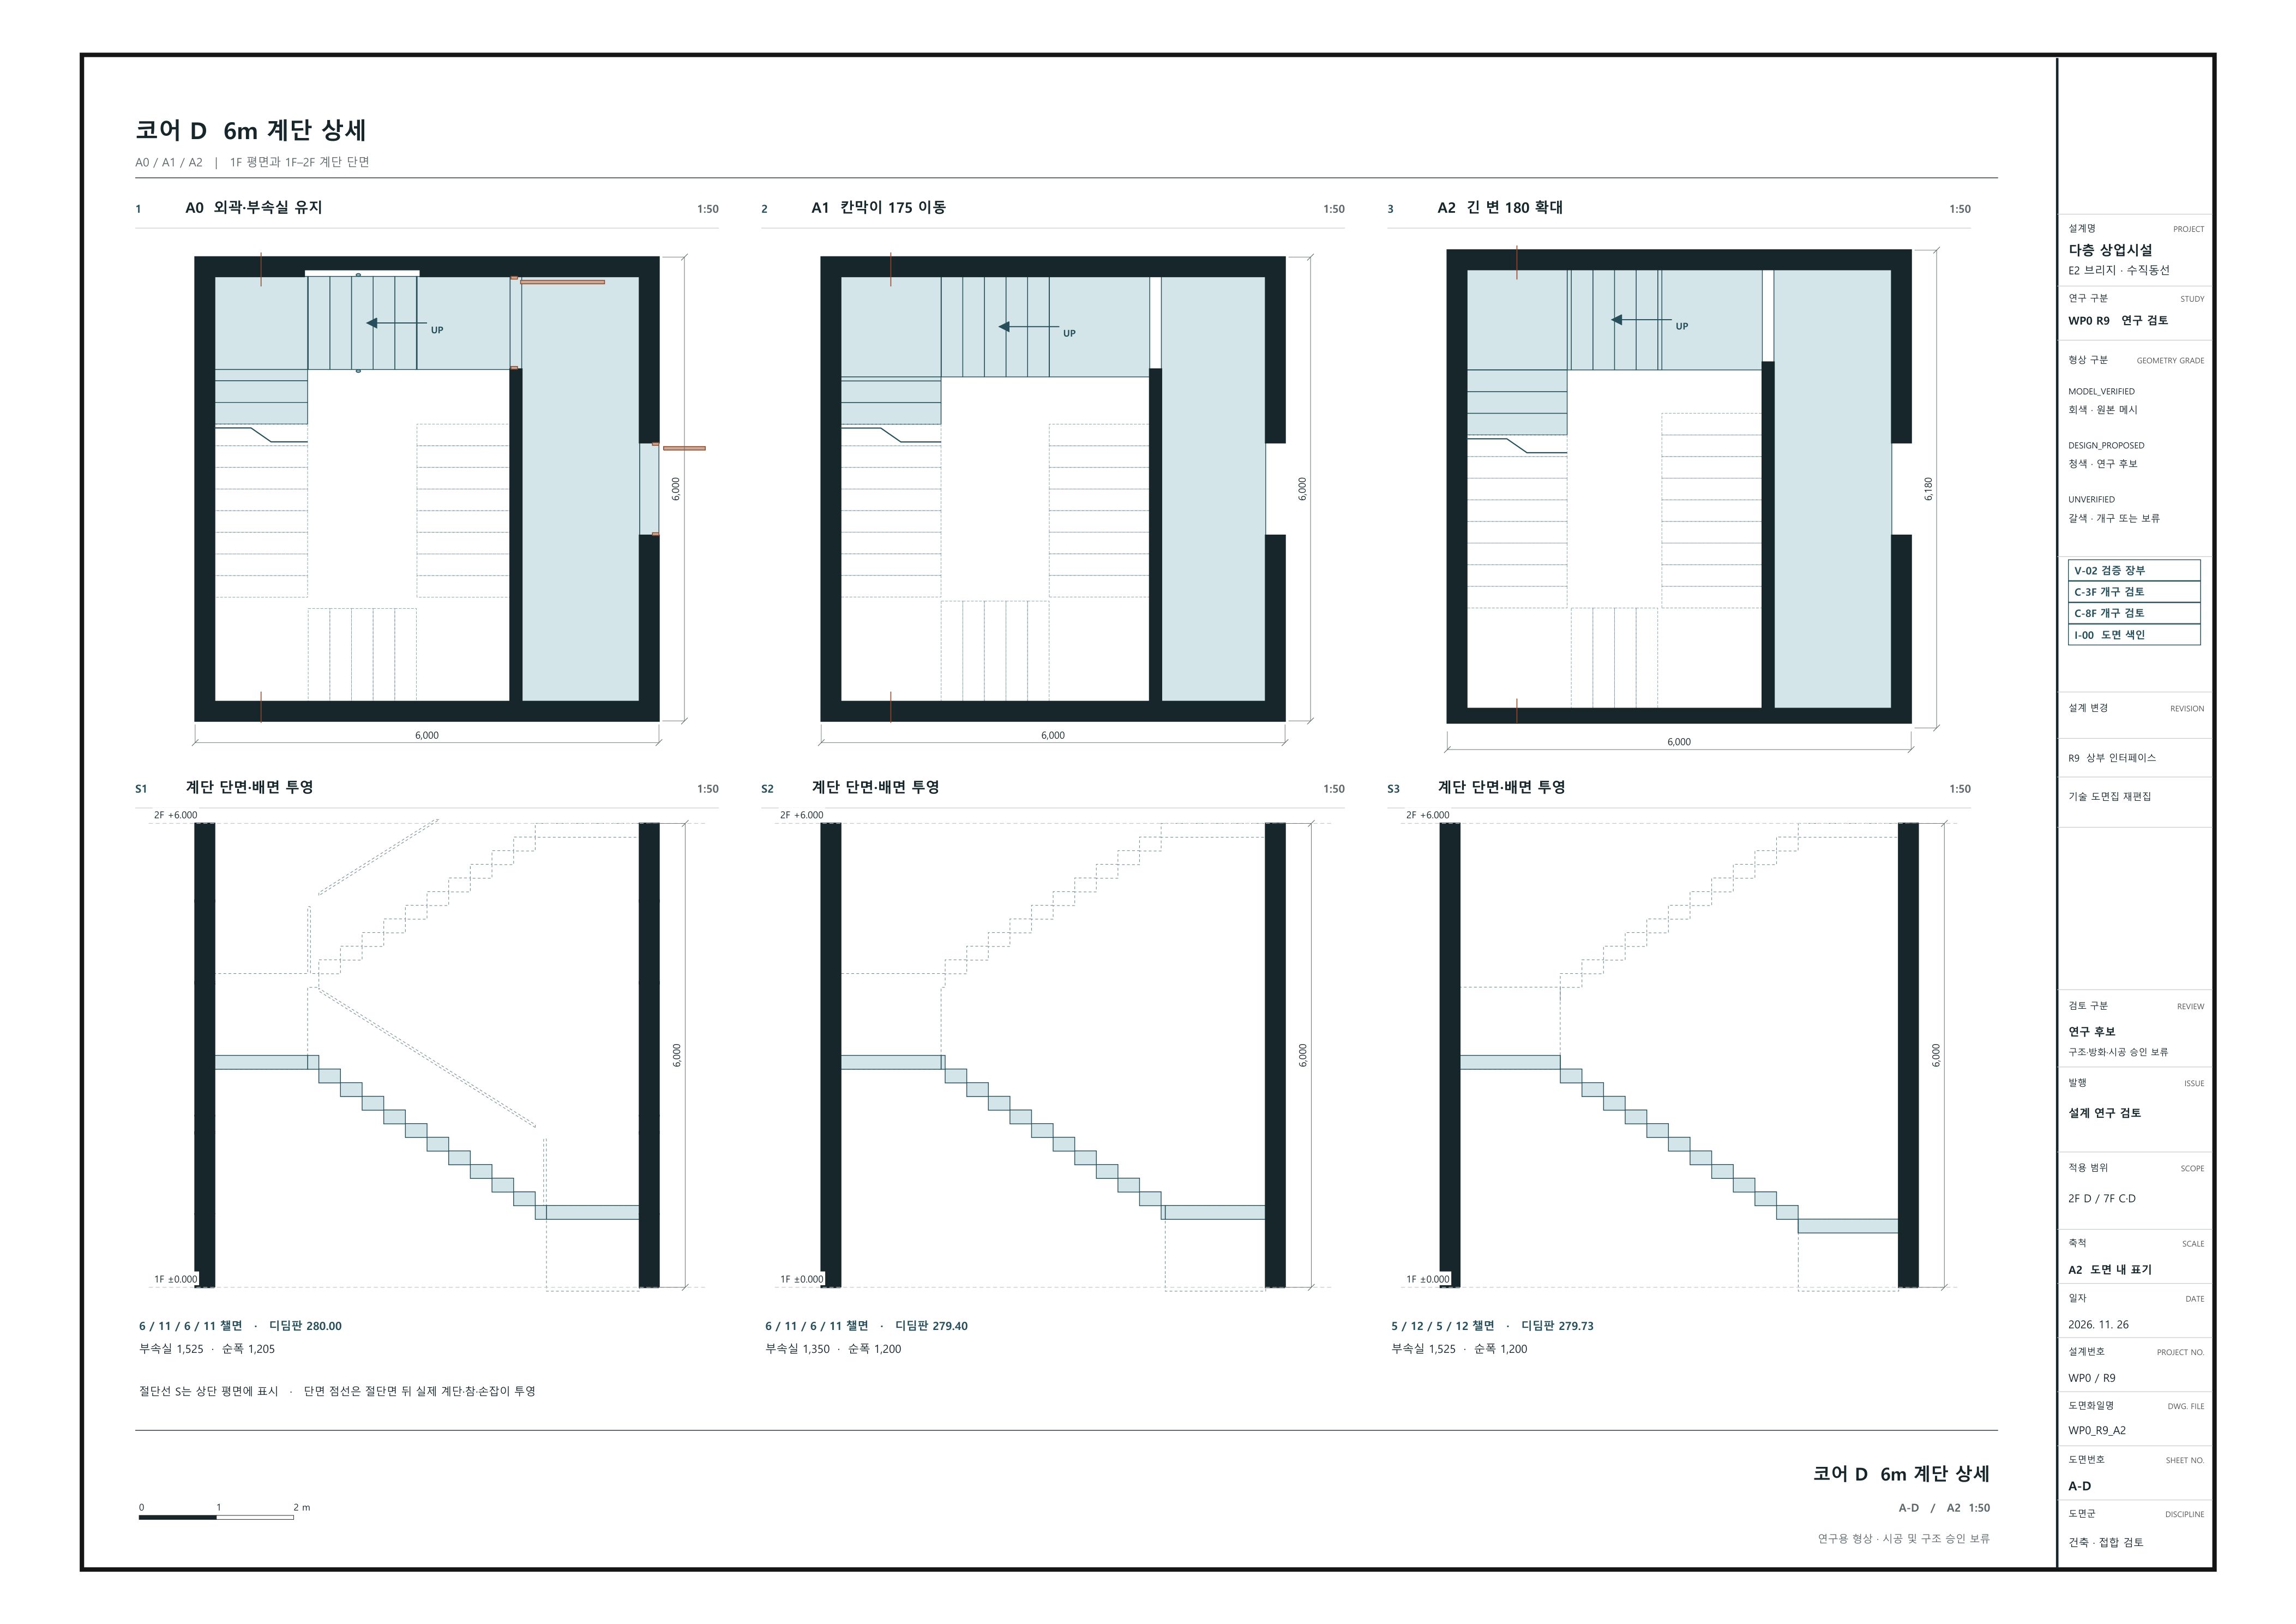 코어 D 6m 계단 상세
A0 / A1 / A2 | 1F 평면과 1F–2F 계단 단면
1 A0 외곽·부속실 유지 1:50
2 A1 칸막이 175 이동 1:50
3 A2 긴 변 180 확대 1:50
UP
UP
UP
6,000
6,000
6,180
6,000
6,000
6,000
S1 계단 단면·배면 투영 1:50
S2 계단 단면·배면 투영 1:50
S3 계단 단면·배면 투영 1:50
2F +6.000
2F +6.000
2F +6.000
6,000
6,000
6,000
1F ±0.000
1F ±0.000
1F ±0.000
6 / 11 / 6 / 11 챌면 · 디딤판 280.00
부속실 1,525 · 순폭 1,205
6 / 11 / 6 / 11 챌면 · 디딤판 279.40
부속실 1,350 · 순폭 1,200
5 / 12 / 5 / 12 챌면 · 디딤판 279.73
부속실 1,525 · 순폭 1,200
절단선 S는 상단 평면에 표시 · 단면 점선은 절단면 뒤 실제 계단·참·손잡이 투영
0 1 2 m
코어 D 6m 계단 상세
A-D / A2 1:50
연구용 형상 · 시공 및 구조 승인 보류
설계명 PROJECT
다층 상업시설
E2 브리지 · 수직동선
연구 구분 STUDY
WP0 R9 연구 검토
형상 구분 GEOMETRY GRADE
MODEL_VERIFIED
회색 · 원본 메시
DESIGN_PROPOSED
청색 · 연구 후보
UNVERIFIED
갈색 · 개구 또는 보류
V-02 검증 장부
C-3F 개구 검토
C-8F 개구 검토
I-00 도면 색인
설계 변경 REVISION
R9 상부 인터페이스
기술 도면집 재편집
검토 구분 REVIEW
연구 후보
구조·방화·시공 승인 보류
발행 ISSUE
설계 연구 검토
적용 범위 SCOPE
2F D / 7F C·D
축척 SCALE
A2 도면 내 표기
일자 DATE
2026. 11. 26
설계번호 PROJECT NO.
WP0 / R9
도면화일명 DWG. FILE
WP0_R9_A2
도면번호 SHEET NO.
A-D
도면군 DISCIPLINE
건축 · 접합 검토